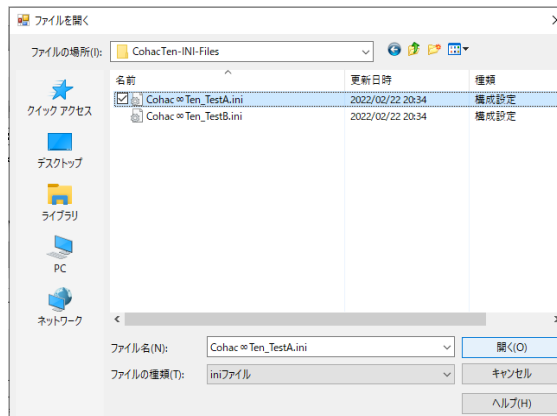 ファイルを開く
ファイルの場所(I):
CohacTen-INI-Files
名前
更新日時
種類
Cohac∞Ten_TestA.ini
2022/02/22 20:34
構成設定
Cohac∞Ten_TestB.ini
2022/02/22 20:34
構成設定
クイック アクセス
デスクトップ
ライブラリ
PC
ネットワーク
ファイル名(N):
Cohac∞Ten_TestA.ini
開く(O)
ファイルの種類(T):
iniファイル
キャンセル
ヘルプ(H)